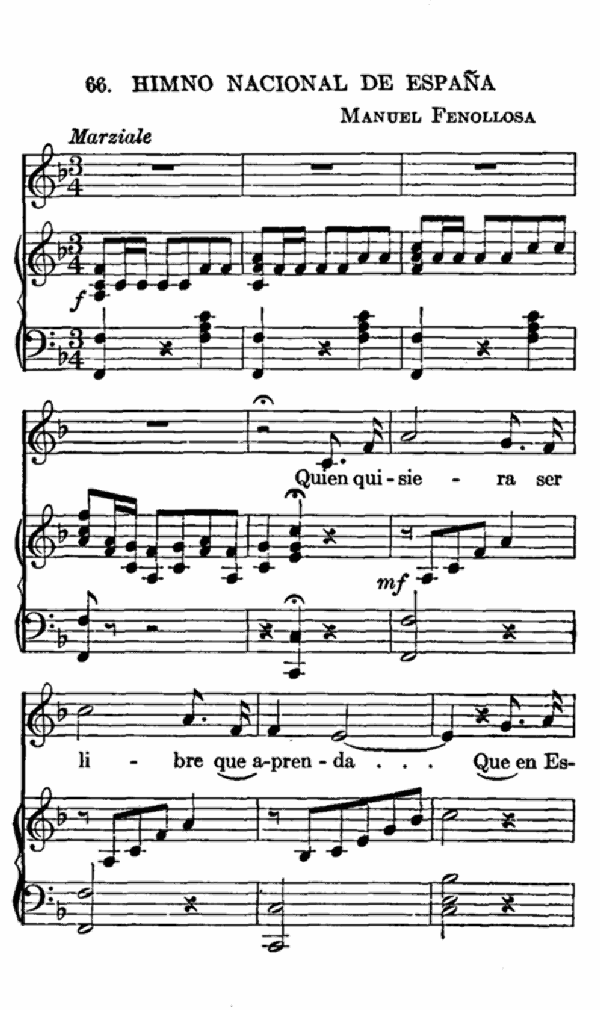 66. HIMNO NACIONAL DE ESPAÑA
MANUEL FENOLLOSA
Marziale
f
Quien qui - sie - ra ser
mf
li - bre que a-pren - da . . . Que en Es-